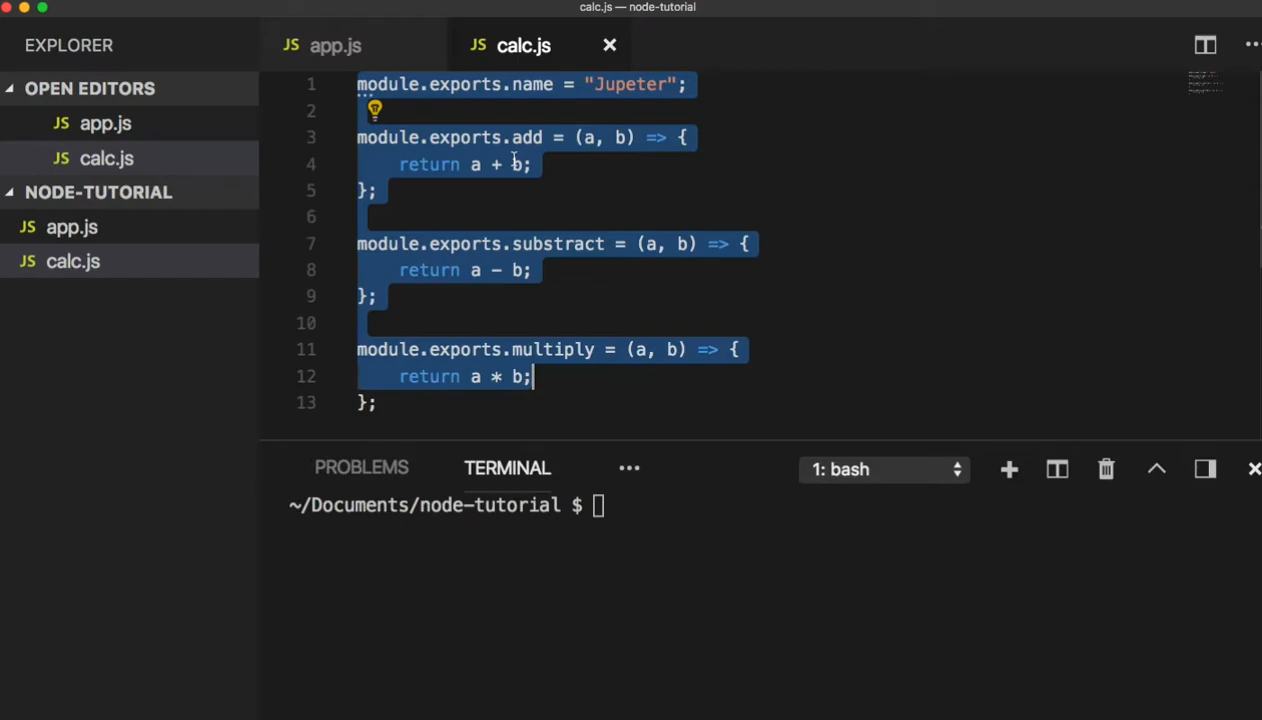 calc.js — node-tutorial
EXPLORER
JS app.js
JS calc.js
OPEN EDITORS
JS app.js
JS calc.js
NODE-TUTORIAL
JS app.js
JS calc.js
1 module.exports.name = "Jupeter";
2
3 module.exports.add = (a, b) => {
4 return a + b;
5 };
6
7 module.exports.substract = (a, b) => {
8 return a - b;
9 };
10
11 module.exports.multiply = (a, b) => {
12 return a * b;
13 };
PROBLEMS TERMINAL
1: bash
~/Documents/node-tutorial $